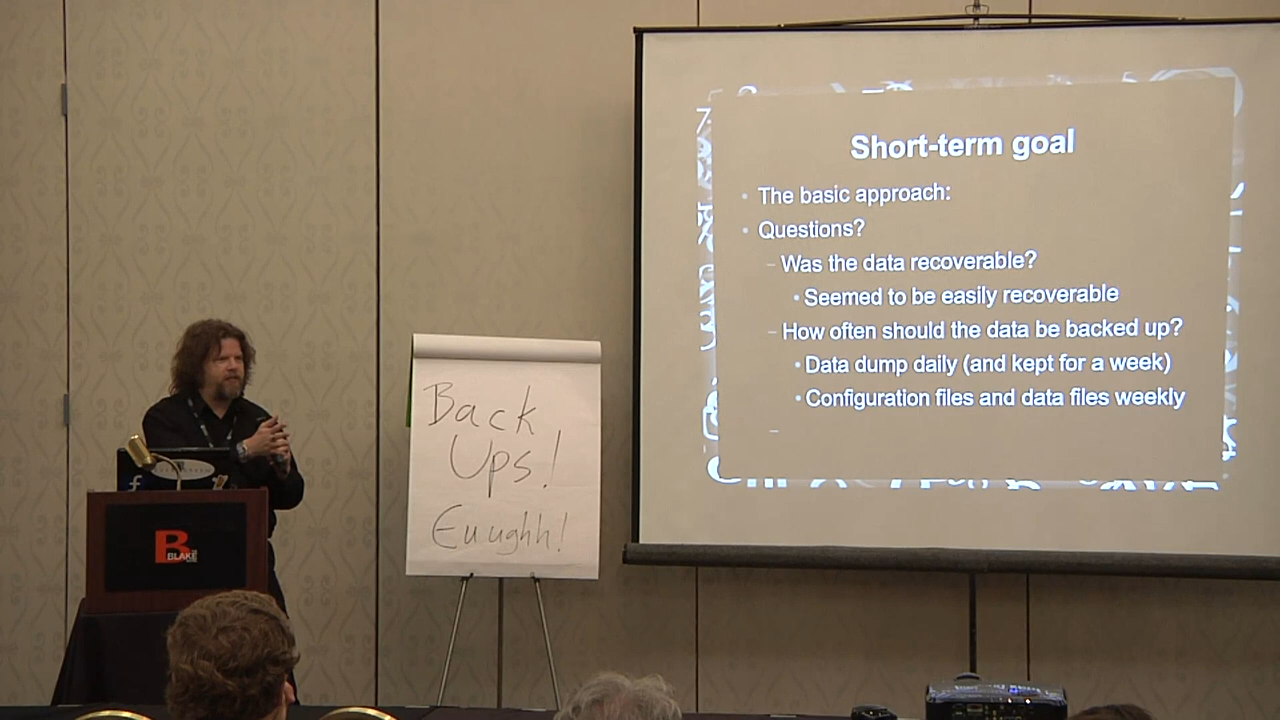 Short-term goal
• The basic approach:
• Questions?
– Was the data recoverable?
• Seemed to be easily recoverable
– How often should the data be backed up?
• Data dump daily (and kept for a week)
• Configuration files and data files weekly
–
Back
Ups!
Euughh!
f
B
BLAKE